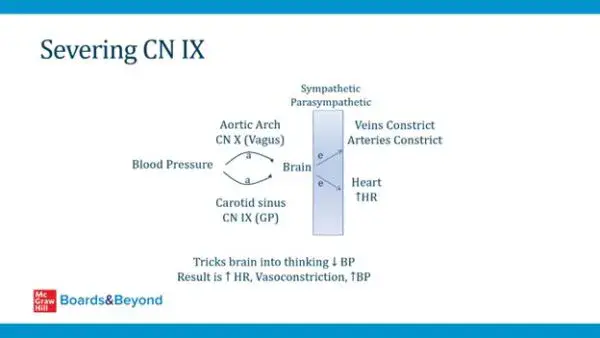 Severing CN IX
Sympathetic
Parasympathetic
Aortic Arch
CN X (Vagus)
Veins Constrict
Arteries Constrict
a
e
Blood Pressure
Brain
a
e
Heart
↑HR
Carotid sinus
CN IX (GP)
Tricks brain into thinking ↓ BP
Result is ↑ HR, Vasoconstriction, ↑BP
Mc
Graw
Hill
Boards&Beyond